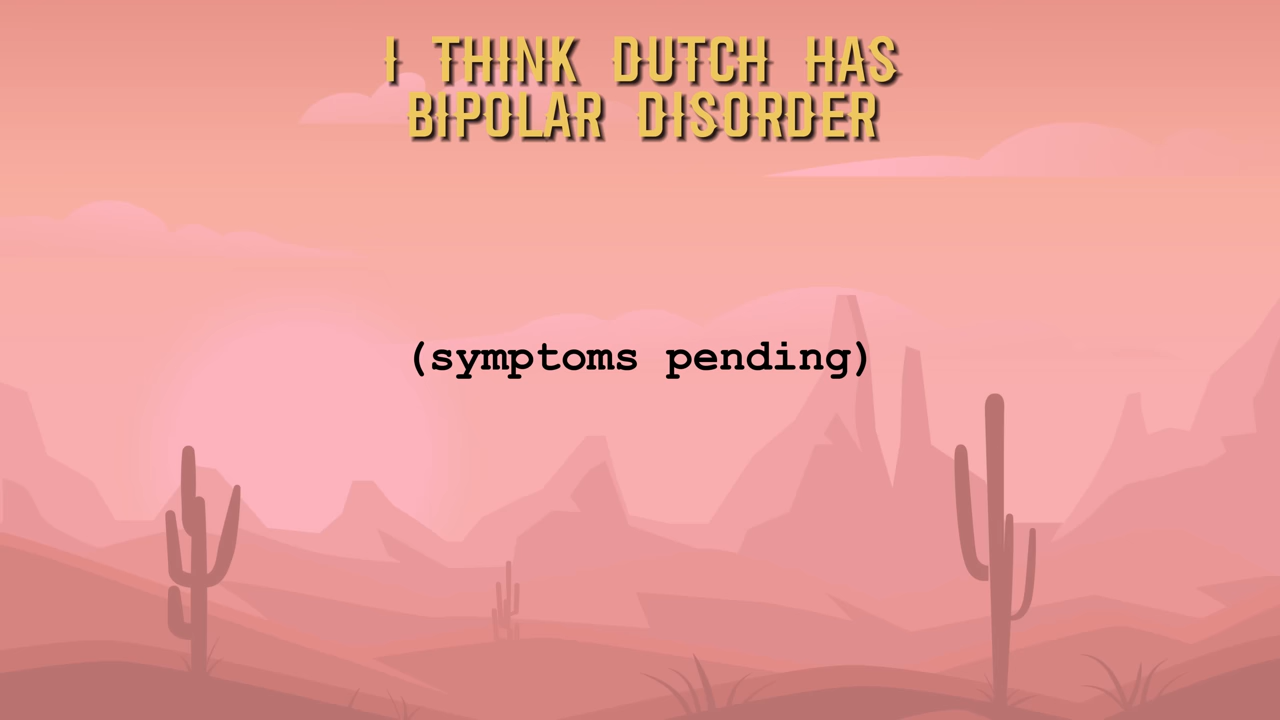 I THINK DUTCH HAS
BIPOLAR DISORDER
(symptoms pending)